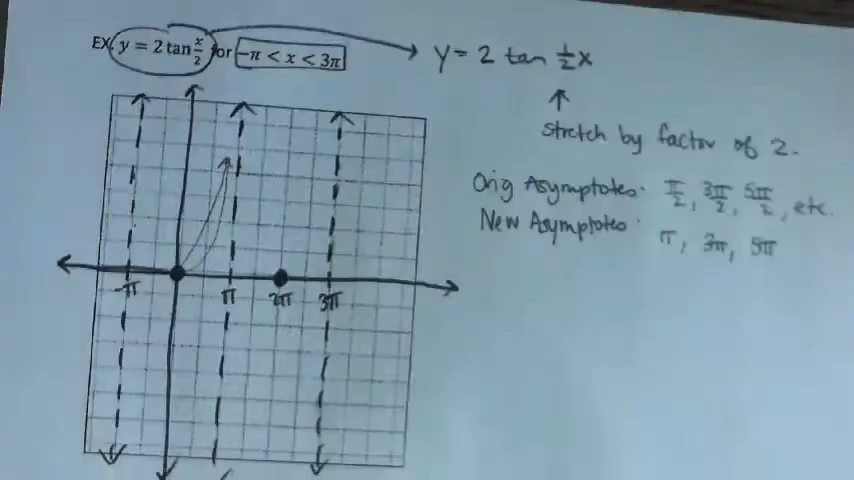 EX. y = 2 tan x/2 for -π < x < 3π
y = 2 tan 1/2 x
stretch by factor of 2.
Orig Asymptotes: π/2, 3π/2, 5π/2, etc.
New Asymptotes: π, 3π, 5π
-π π 2π 3π